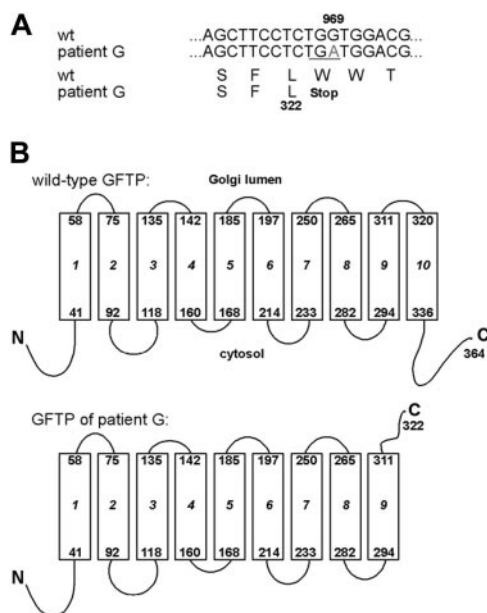 A
969
wt ...AGCTTCCTCTGGTGGACG...
patient G ...AGCTTCCTCTGATGGACG...
wt S F L W W T
patient G S F L Stop
322
B
wild-type GFTP: Golgi lumen
58 75 135 142 185 197 250 265 311 320
1 2 3 4 5 6 7 8 9 10
41 92 118 160 168 214 233 282 294 336
N C
cytosol 364
GFTP of patient G: C
322
58 75 135 142 185 197 250 265 311
1 2 3 4 5 6 7 8 9
41 92 118 160 168 214 233 282 294
N